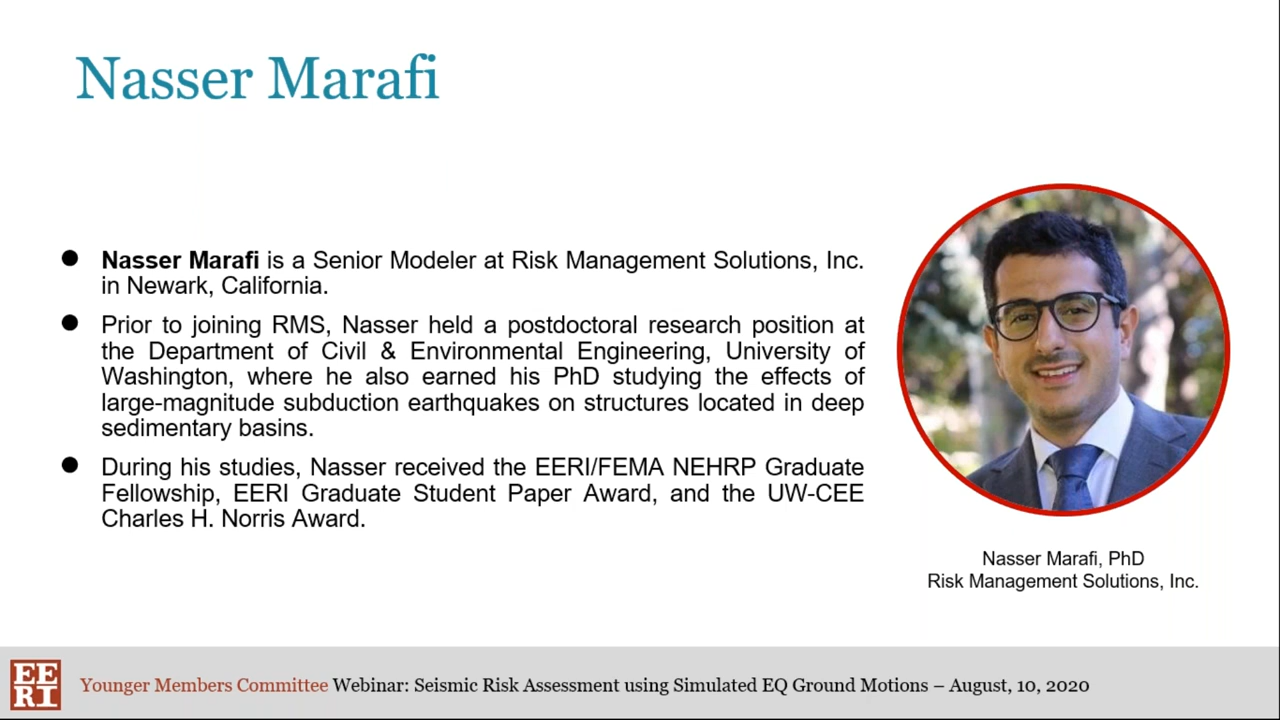 Nasser Marafi
● Nasser Marafi is a Senior Modeler at Risk Management Solutions, Inc.
in Newark, California.
● Prior to joining RMS, Nasser held a postdoctoral research position at
the Department of Civil & Environmental Engineering, University of
Washington, where he also earned his PhD studying the effects of
large-magnitude subduction earthquakes on structures located in deep
sedimentary basins.
● During his studies, Nasser received the EERI/FEMA NEHRP Graduate
Fellowship, EERI Graduate Student Paper Award, and the UW-CEE
Charles H. Norris Award.
Nasser Marafi, PhD
Risk Management Solutions, Inc.
EE
RI
Younger Members Committee Webinar: Seismic Risk Assessment using Simulated EQ Ground Motions – August, 10, 2020